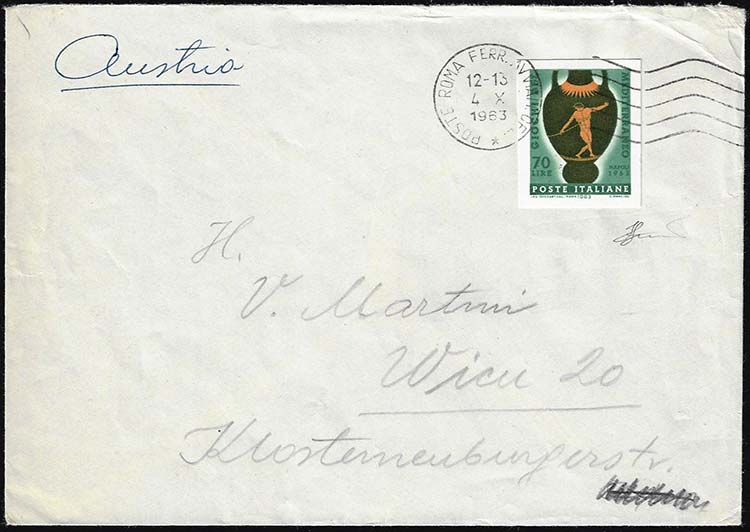 Austria
POSTE ROMA FERR.
12-13
4 X
1963
GIOCHI DEL
MEDITERRANEO
NAPOLI
1963
70
LIRE
POSTE ITALIANE
1963
H.
V. Martini
Wien 20
Klosterneuburgerstr.